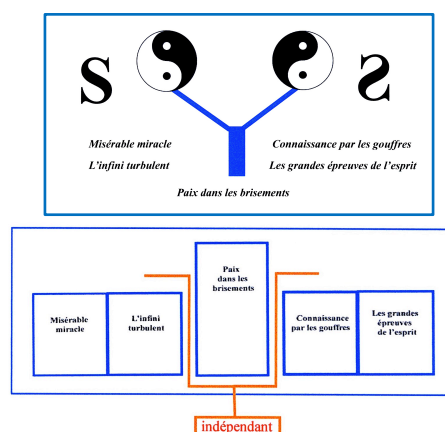 S S
Misérable miracle Connaissance par les gouffres
L'infini turbulent Les grandes épreuves de l'esprit
Paix dans les brisements
Misérable
miracle
L'infini
turbulent
Paix
dans les
brisements
Connaissance
par les gouffres
Les grandes
épreuves
de l'esprit
indépendant